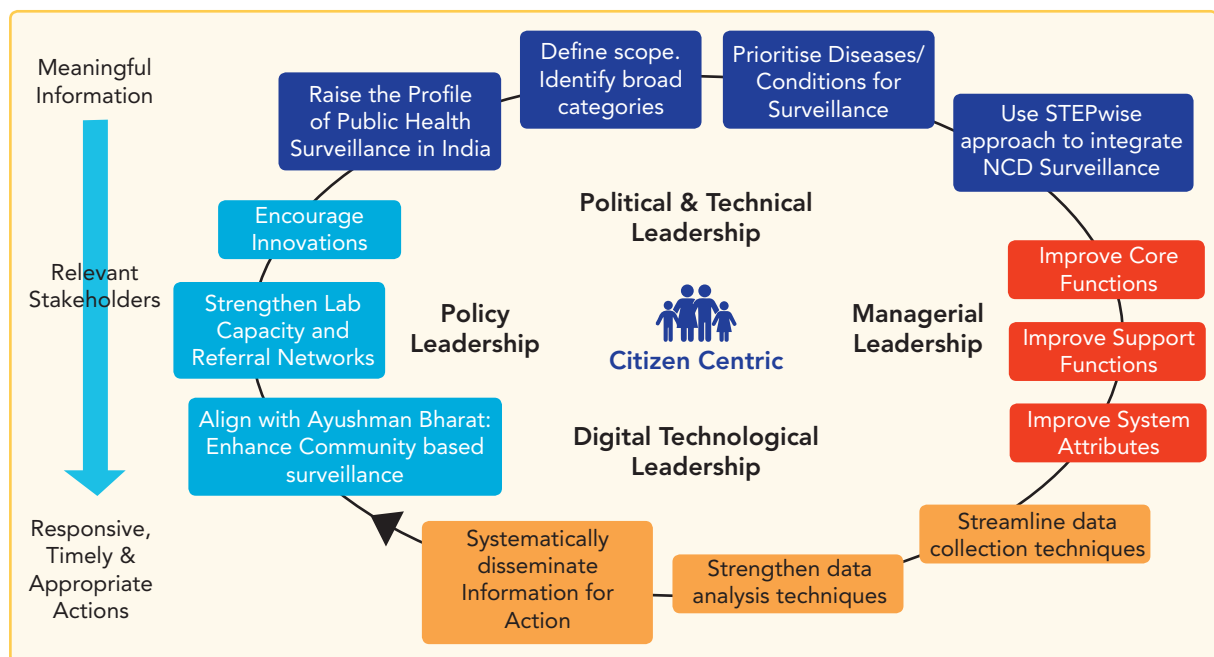 Meaningful
Information
Relevant
Stakeholders
Responsive,
Timely &
Appropriate
Actions
Raise the Profile
of Public Health
Surveillance in India
Define scope.
Identify broad
categories
Prioritise Diseases/
Conditions for
Surveillance
Use STEPwise
approach to integrate
NCD Surveillance
Improve Core
Functions
Improve Support
Functions
Improve System
Attributes
Streamline data
collection techniques
Strengthen data
analysis techniques
Systematically
disseminate
Information for
Action
Align with Ayushman Bharat:
Enhance Community based
surveillance
Strengthen Lab
Capacity and
Referral Networks
Encourage
Innovations
Political & Technical
Leadership
Policy
Leadership
Citizen Centric
Managerial
Leadership
Digital Technological
Leadership